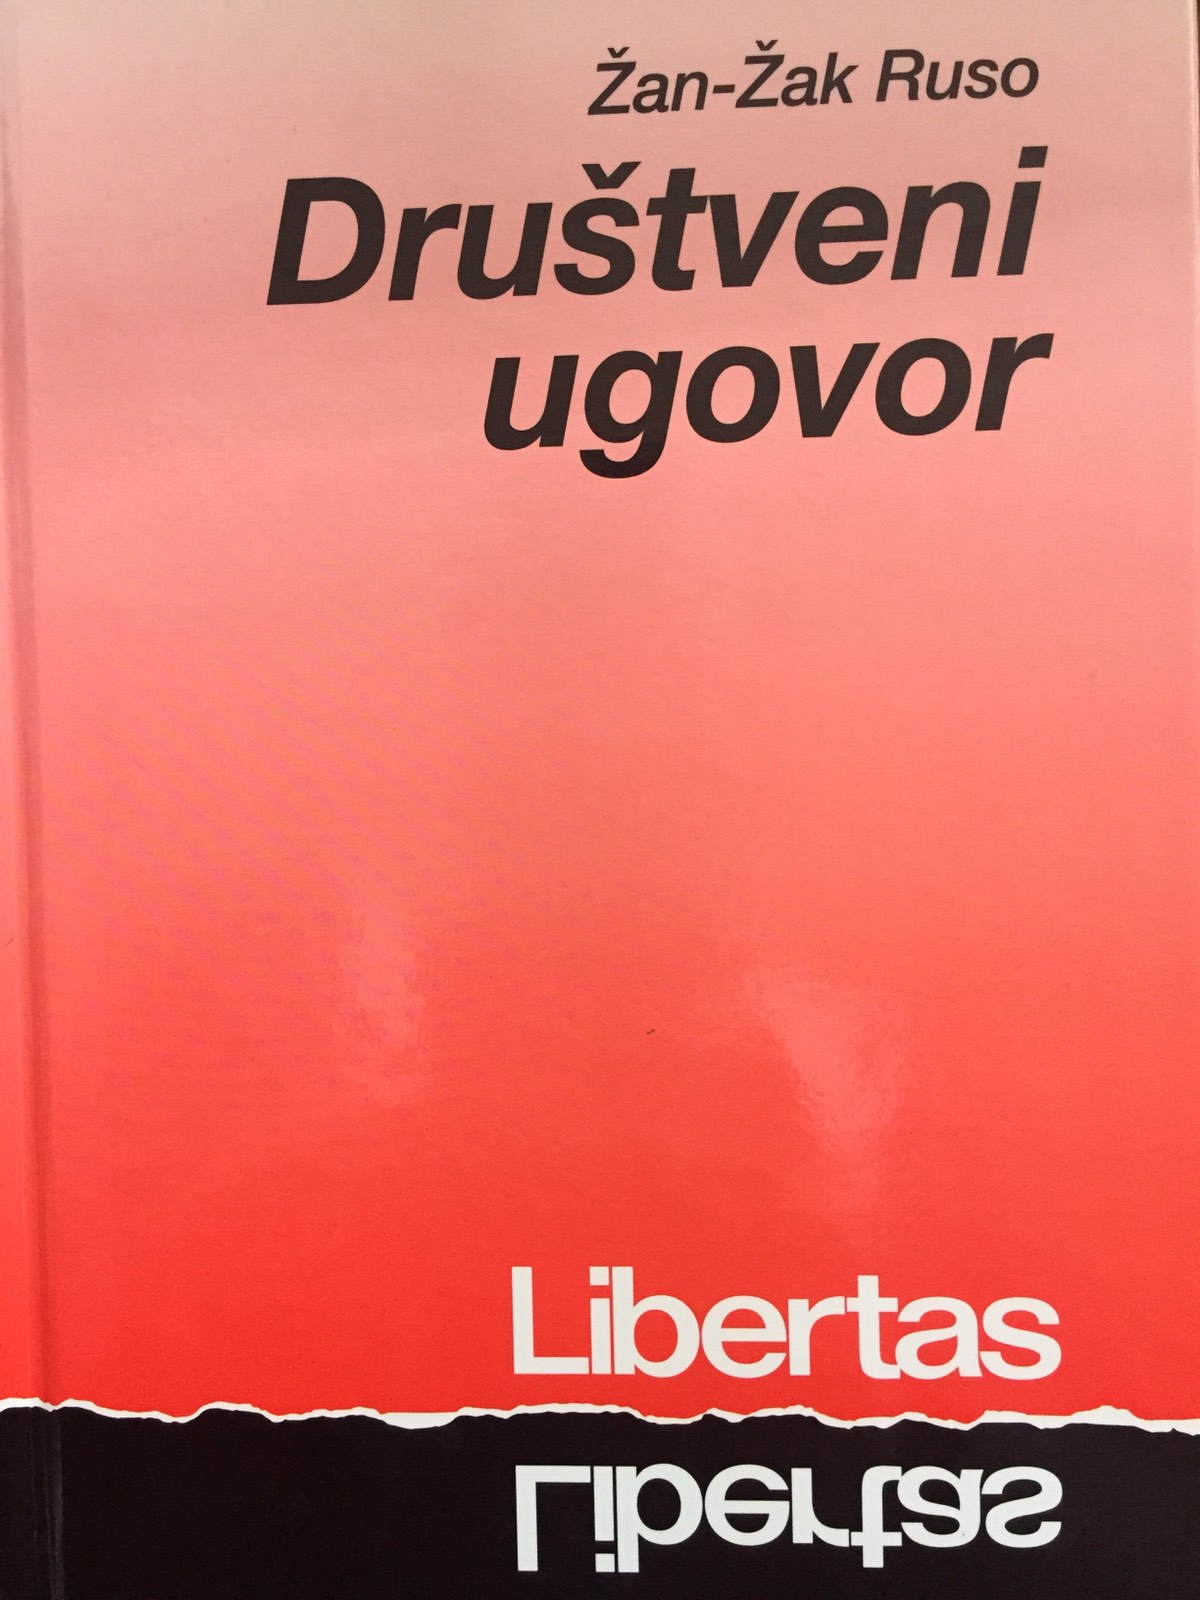 Žan-Žak Ruso
Društveni
ugovor
Libertas
Libertas